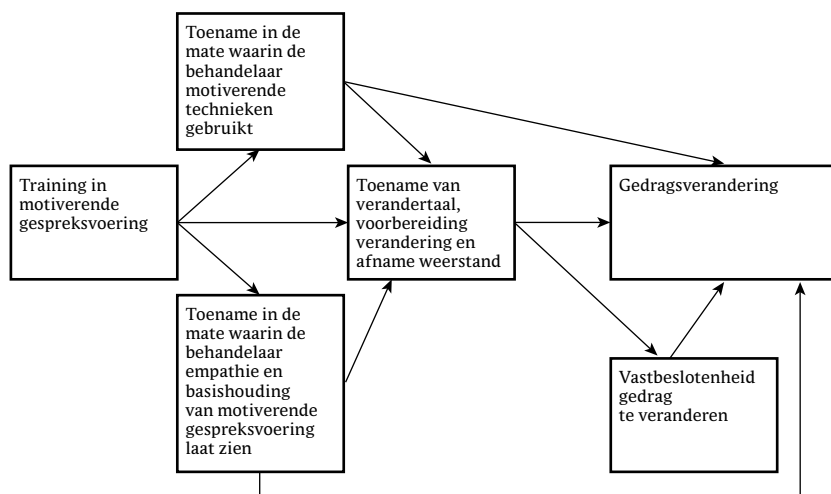 Toename in de
mate waarin de
behandelaar
motiverende
technieken
gebruikt
Training in
motiverende
gespreksvoering
Toename van
verandertaal,
voorbereiding
verandering en
afname weerstand
Gedragsverandering
Toename in de
mate waarin de
behandelaar
empathie en
basishouding
van motiverende
gespreksvoering
laat zien
Vastbeslotenheid
gedrag
te veranderen